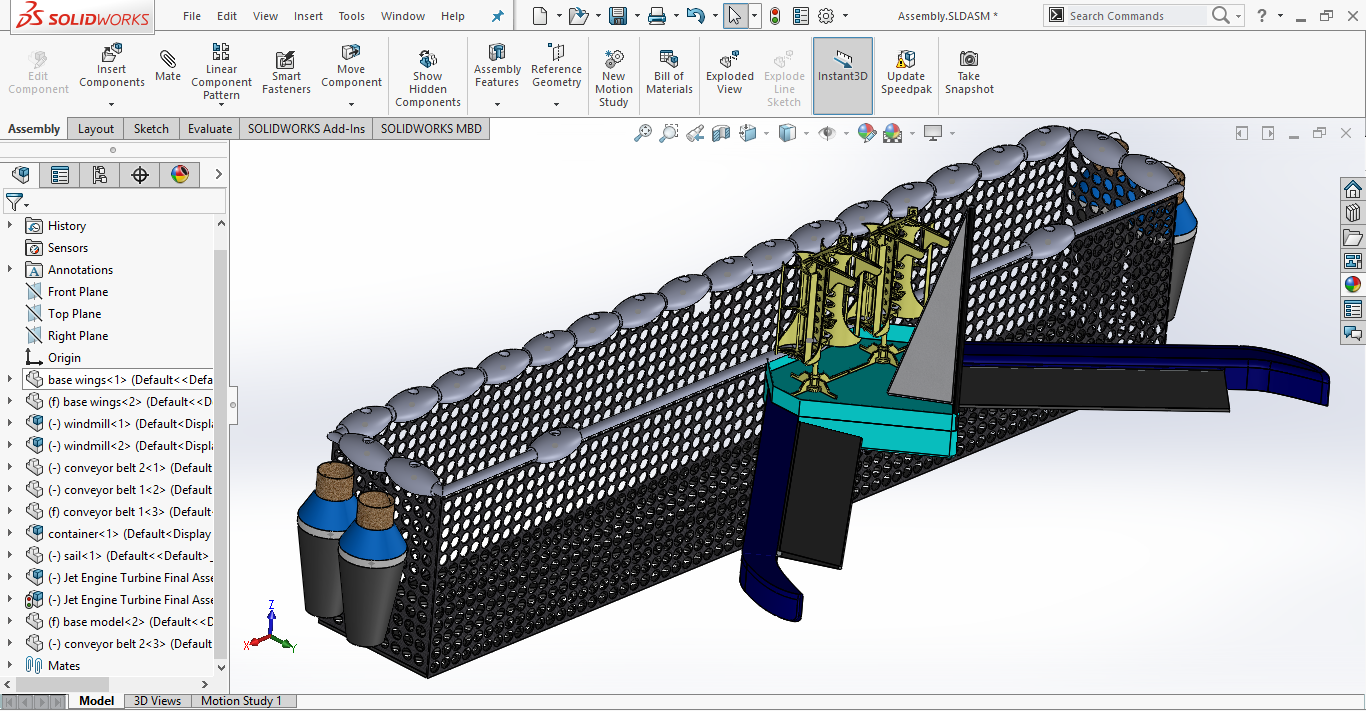 SOLIDWORKS
File Edit View Insert Tools Window Help
Assembly.SLDASM *
Search Commands
?
Edit Component
Insert Components
Mate
Linear Component Pattern
Smart Fasteners
Move Component
Show Hidden Components
Assembly Features
Reference Geometry
New Motion Study
Bill of Materials
Exploded View
Explode Line Sketch
Instant3D
Update Speedpak
Take Snapshot
Assembly Layout Sketch Evaluate SOLIDWORKS Add-Ins SOLIDWORKS MBD
History
Sensors
A Annotations
Front Plane
Top Plane
Right Plane
Origin
base wings<1> (Default<<Defa
(f) base wings<2> (Default<<D
(-) windmill<1> (Default<Displa
(-) windmill<2> (Default<Displa
(-) conveyor belt 2<1> (Default
(-) conveyor belt 1<2> (Default
(f) conveyor belt 1<3> (Default
container<1> (Default<Display
(-) sail<1> (Default<<Default>_
(-) Jet Engine Turbine Final Asse
(-) Jet Engine Turbine Final Asse
(f) base model<2> (Default<<D
(-) conveyor belt 2<3> (Default
Mates
Z
X
Y
Model 3D Views Motion Study 1